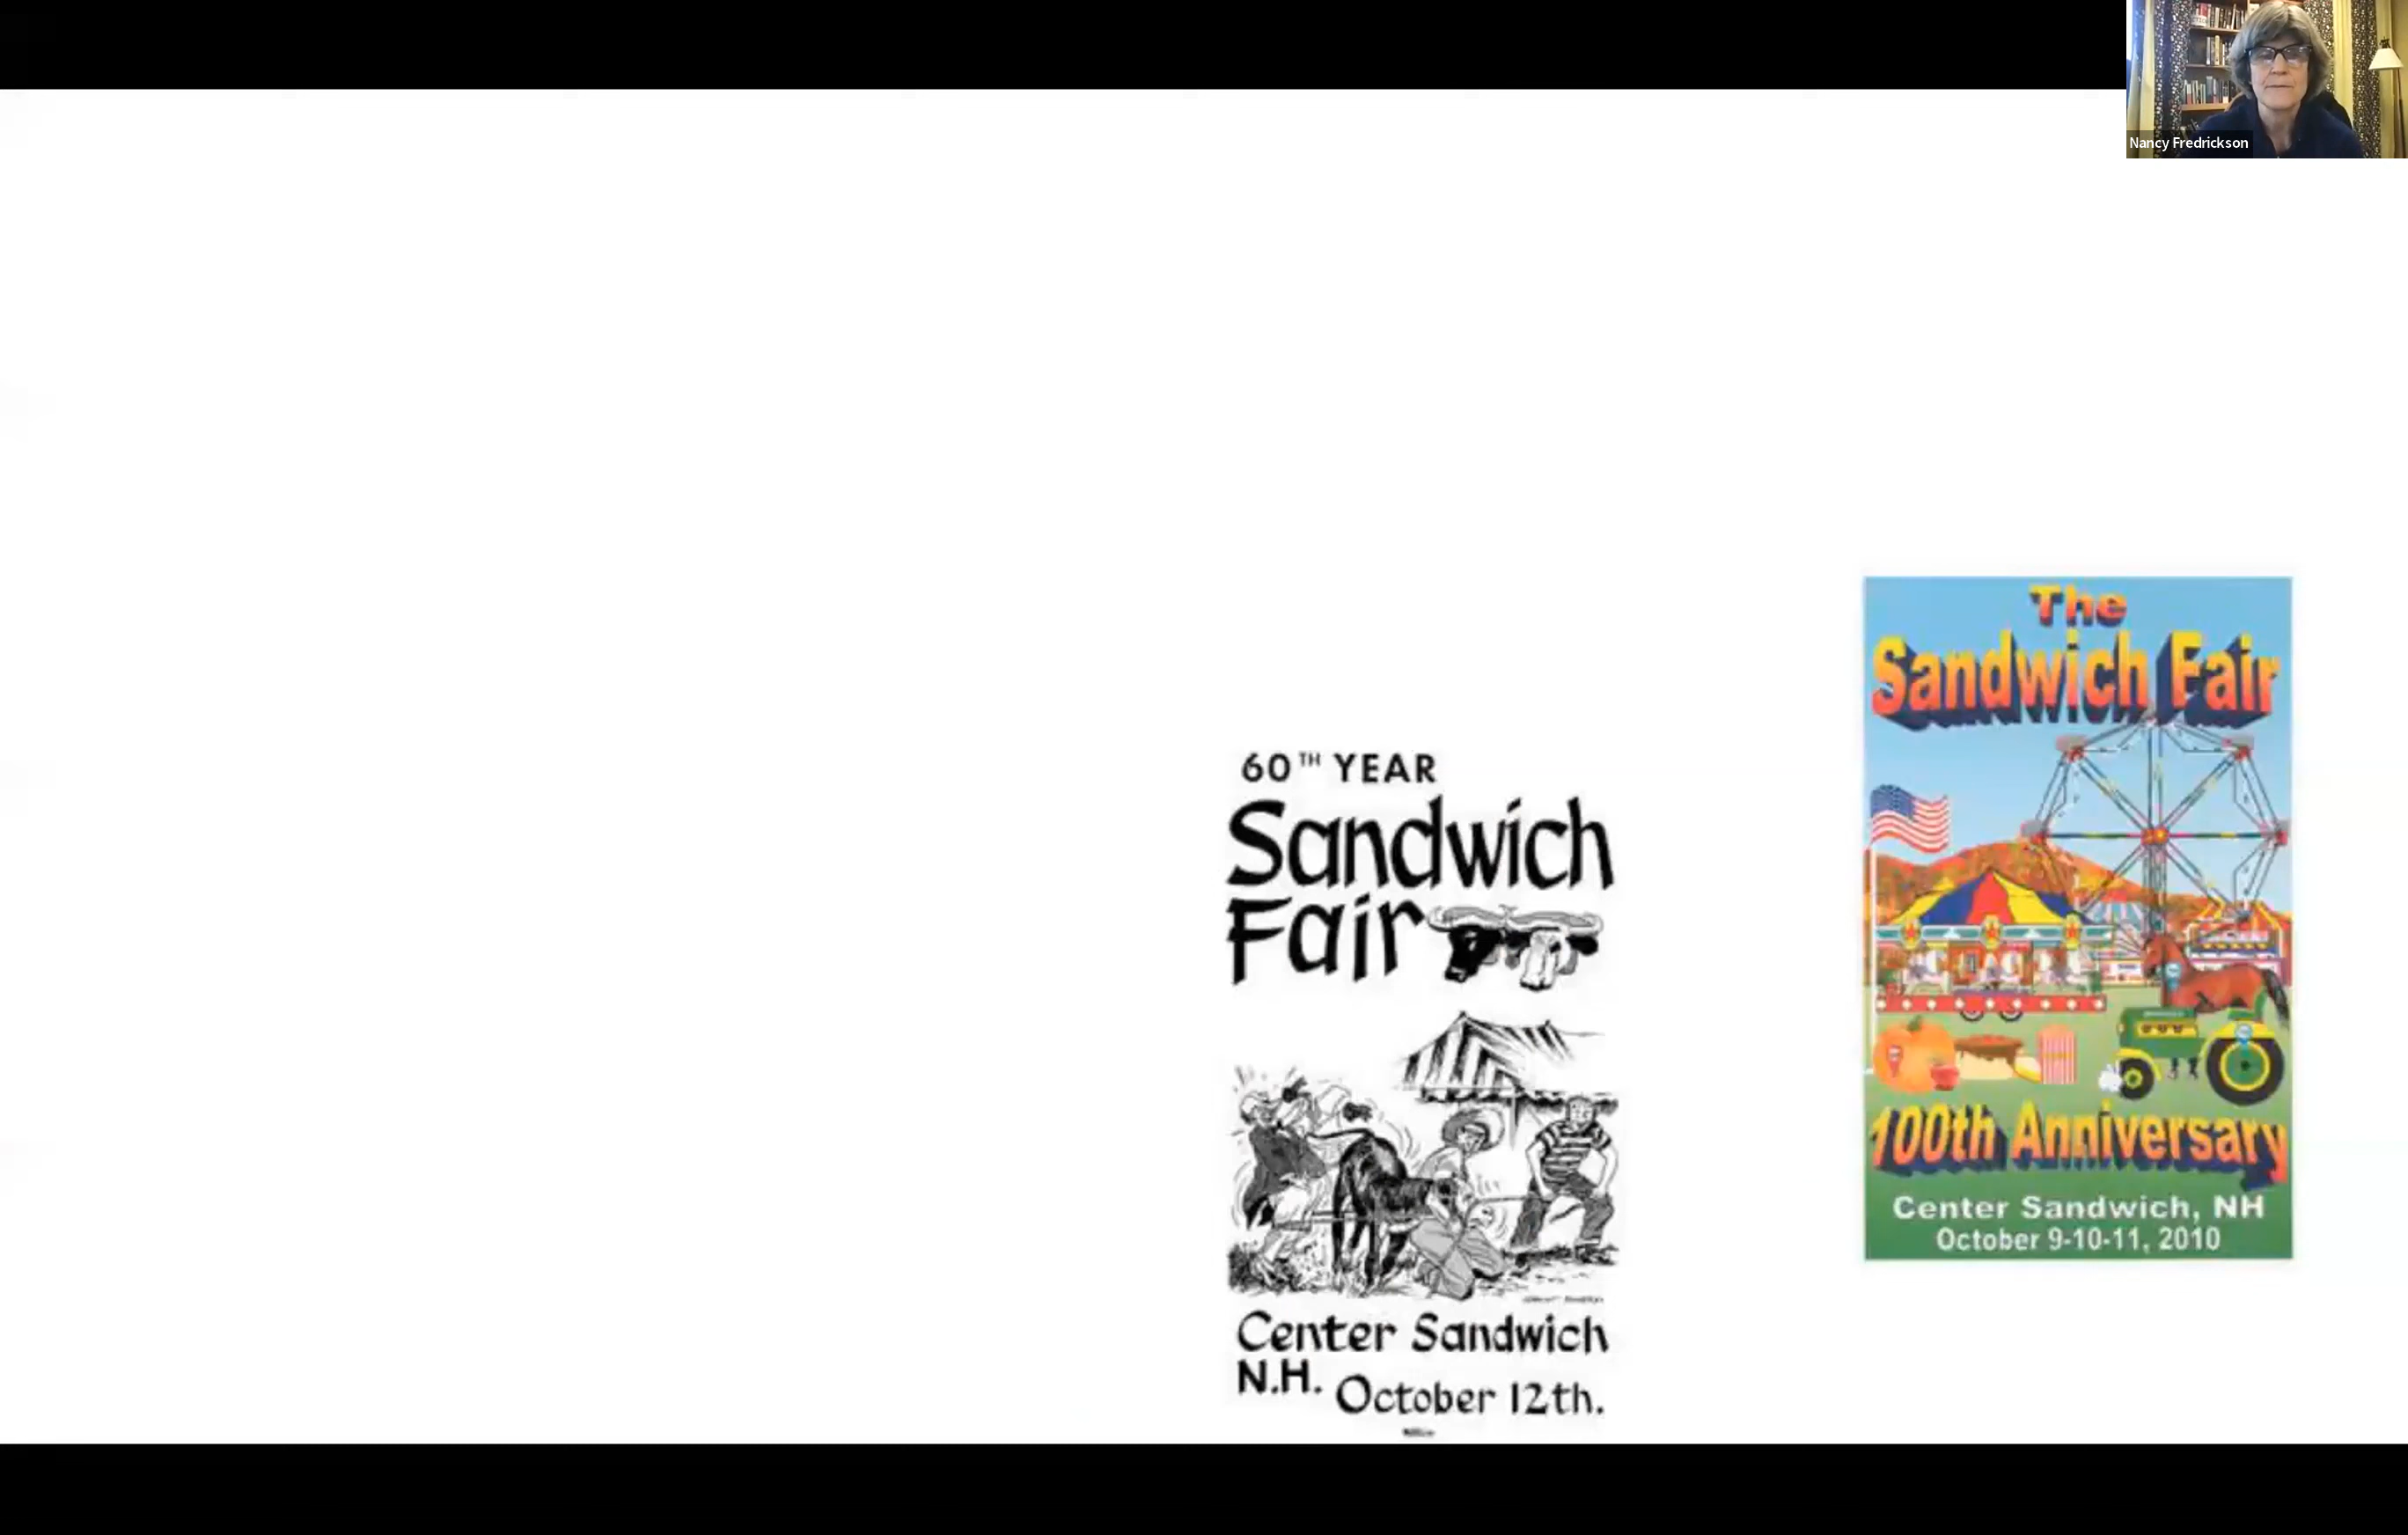 Nancy Fredrickson
60TH YEAR
Sandwich
Fair
Center Sandwich
N.H. October 12th.
The
Sandwich Fair
100th Anniversary
Center Sandwich, NH
October 9-10-11, 2010